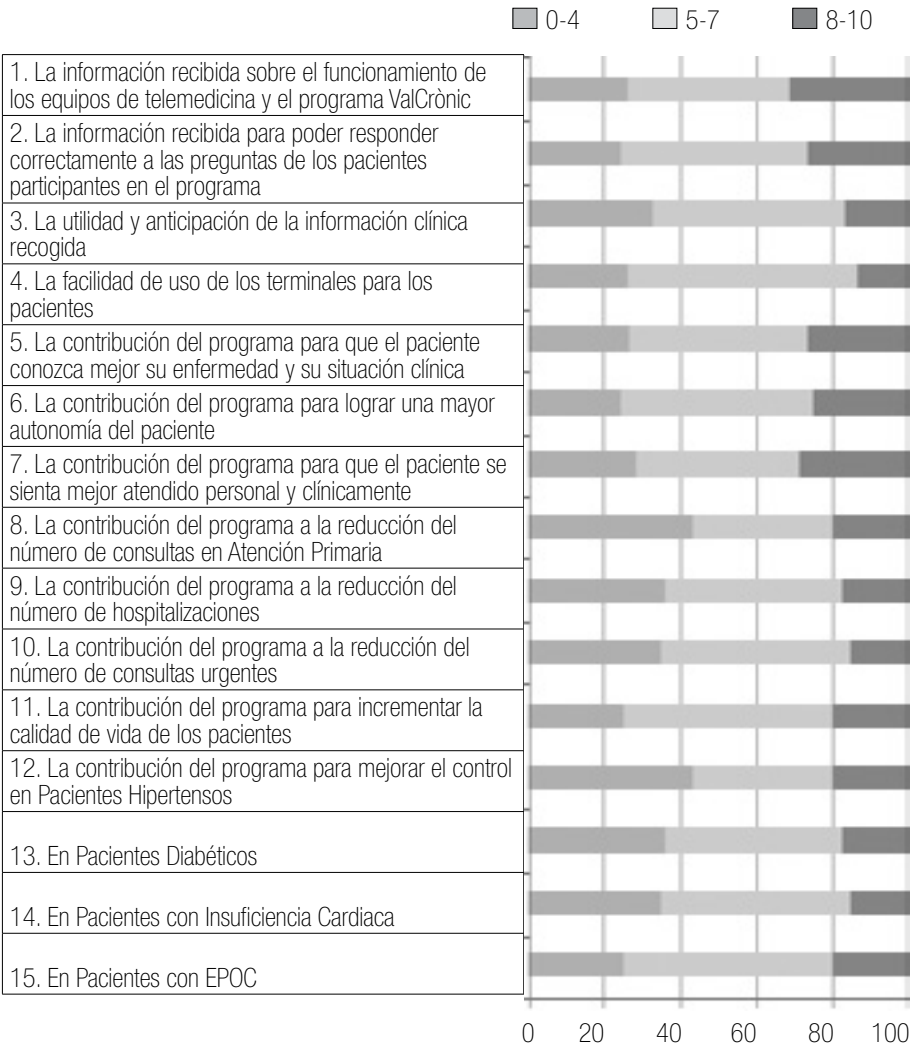 0-4 5-7 8-10
1. La información recibida sobre el funcionamiento de
los equipos de telemedicina y el programa ValCrònic
2. La información recibida para poder responder
correctamente a las preguntas de los pacientes
participantes en el programa
3. La utilidad y anticipación de la información clínica
recogida
4. La facilidad de uso de los terminales para los
pacientes
5. La contribución del programa para que el paciente
conozca mejor su enfermedad y su situación clínica
6. La contribución del programa para lograr una mayor
autonomía del paciente
7. La contribución del programa para que el paciente se
sienta mejor atendido personal y clínicamente
8. La contribución del programa a la reducción del
número de consultas en Atención Primaria
9. La contribución del programa a la reducción del
número de hospitalizaciones
10. La contribución del programa a la reducción del
número de consultas urgentes
11. La contribución del programa para incrementar la
calidad de vida de los pacientes
12. La contribución del programa para mejorar el control
en Pacientes Hipertensos
13. En Pacientes Diabéticos
14. En Pacientes con Insuficiencia Cardiaca
15. En Pacientes con EPOC
0 20 40 60 80 100